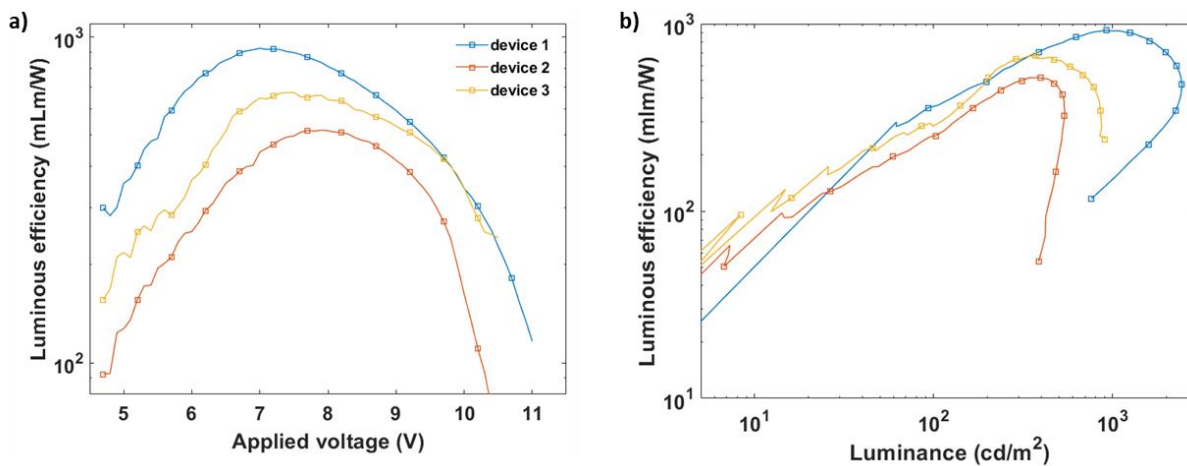 a)
Luminous efficiency (mLm/W)
10³
10²
device 1
device 2
device 3
5 6 7 8 9 10 11
Applied voltage (V)
b)
Luminous efficiency (mlm/W)
10³
10²
10¹
10¹ 10² 10³
Luminance (cd/m²)